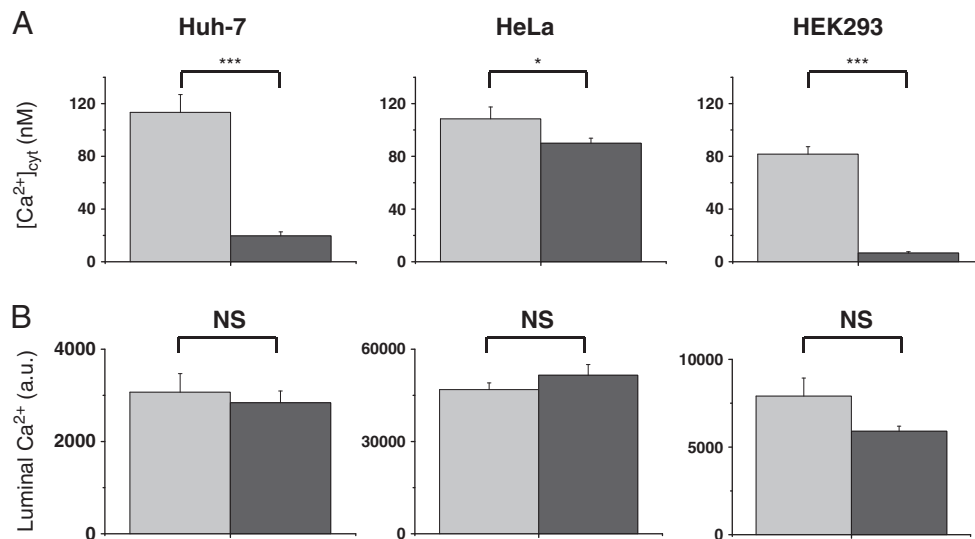 A
Huh-7
HeLa
HEK293
***
*
***
[Ca²⁺]cyt (nM)
120
80
40
0
120
80
40
0
120
80
40
0
B
NS
NS
NS
Luminal Ca²⁺ (a.u.)
4000
2000
0
60000
30000
0
10000
5000
0